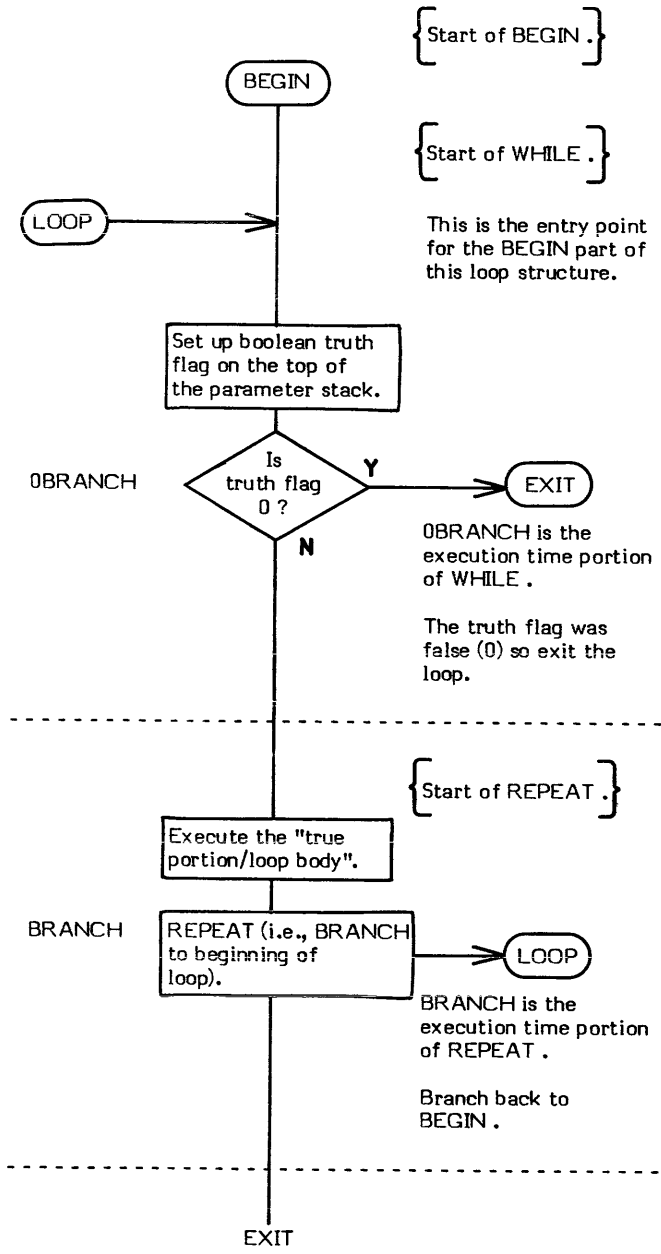 Start of BEGIN .
BEGIN
Start of WHILE .
LOOP
This is the entry point
for the BEGIN part of
this loop structure.
Set up boolean truth
flag on the top of
the parameter stack.
0BRANCH
Is
truth flag
0 ?
Y
EXIT
N
0BRANCH is the
execution time portion
of WHILE .
The truth flag was
false (0) so exit the
loop.
Start of REPEAT .
Execute the "true
portion/loop body".
BRANCH
REPEAT (i.e., BRANCH
to beginning of
loop).
LOOP
BRANCH is the
execution time portion
of REPEAT .
Branch back to
BEGIN .
EXIT